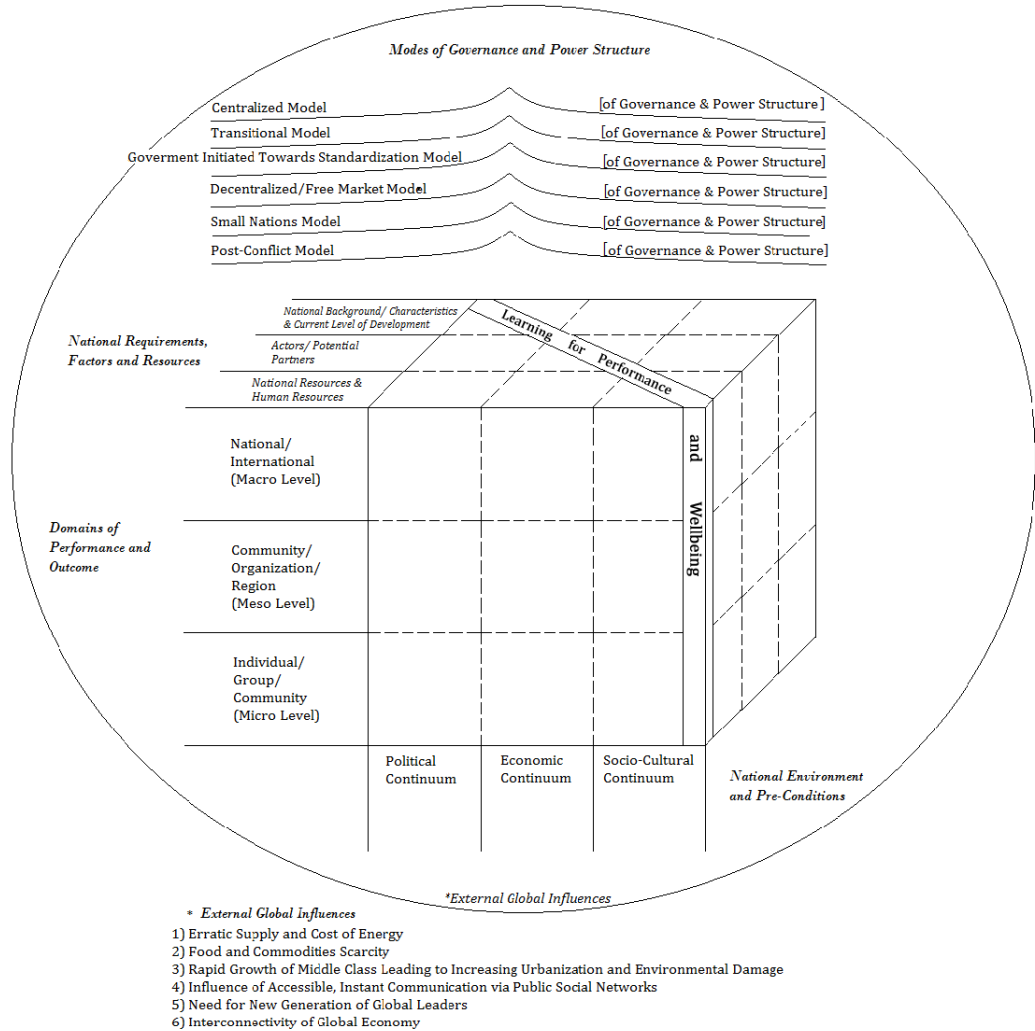 Modes of Governance and Power Structure
Centralized Model [of Governance & Power Structure ]
Transitional Model [of Governance & Power Structure]
Goverment Initiated Towards Standardization Model [of Governance & Power Structure]
Decentralized/Free Market Model [of Governance & Power Structure]
Small Nations Model [of Governance & Power Structure]
Post-Conflict Model [of Governance & Power Structure]
National Requirements,
Factors and Resources
National Background/ Characteristics
& Current Level of Development
Actors/ Potential
Partners
National Resources &
Human Resources
Learning for Performance
and Wellbeing
Domains of
Performance and
Outcome
National/
International
(Macro Level)
Community/
Organization/
Region
(Meso Level)
Individual/
Group/
Community
(Micro Level)
Political
Continuum
Economic
Continuum
Socio-Cultural
Continuum
National Environment
and Pre-Conditions
*External Global Influences
* External Global Influences
1) Erratic Supply and Cost of Energy
2) Food and Commodities Scarcity
3) Rapid Growth of Middle Class Leading to Increasing Urbanization and Environmental Damage
4) Influence of Accessible, Instant Communication via Public Social Networks
5) Need for New Generation of Global Leaders
6) Interconnectivity of Global Economy